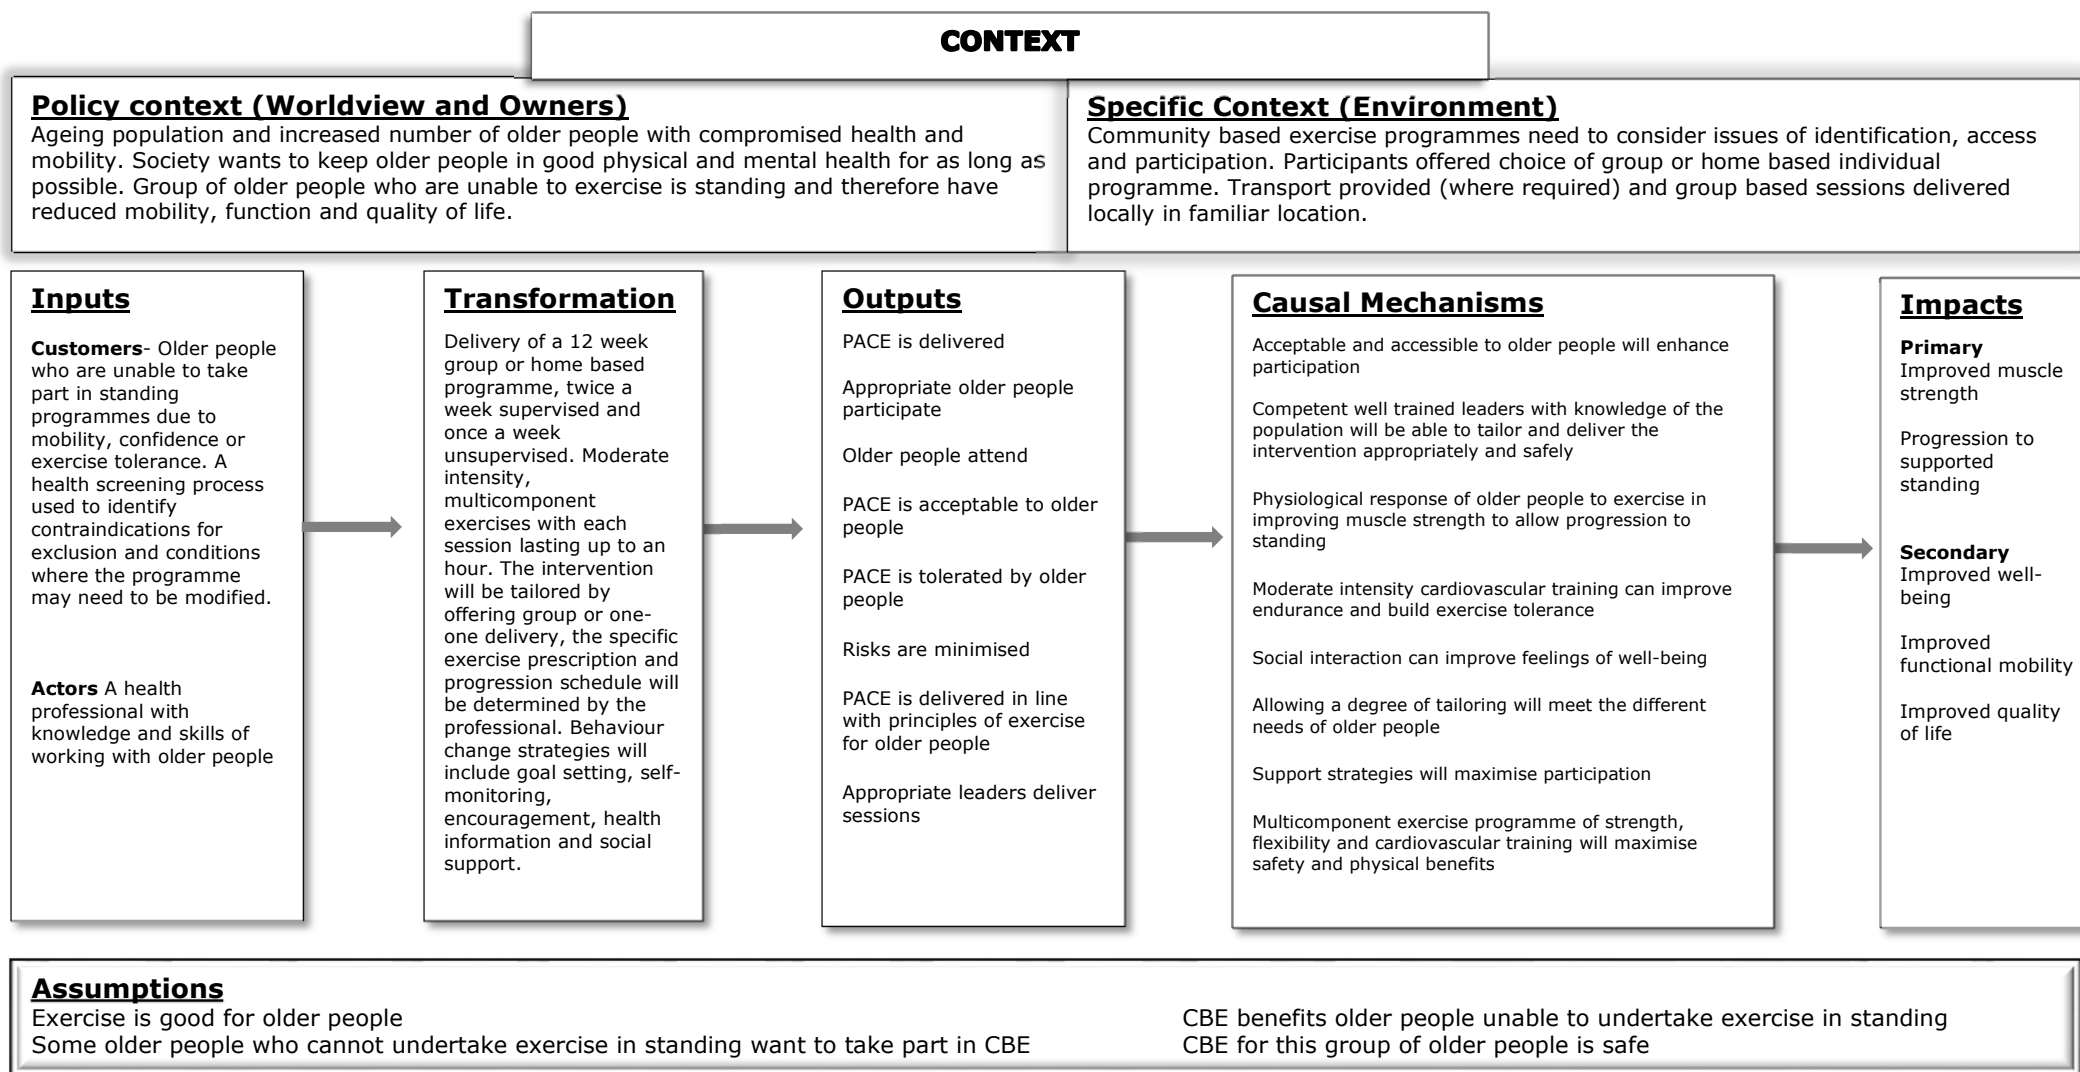 CONTEXT
Policy context (Worldview and Owners)
Ageing population and increased number of older people with compromised health and
mobility. Society wants to keep older people in good physical and mental health for as long as
possible. Group of older people who are unable to exercise is standing and therefore have
reduced mobility, function and quality of life.
Specific Context (Environment)
Community based exercise programmes need to consider issues of identification, access
and participation. Participants offered choice of group or home based individual
programme. Transport provided (where required) and group based sessions delivered
locally in familiar location.
Inputs
Customers- Older people
who are unable to take
part in standing
programmes due to
mobility, confidence or
exercise tolerance. A
health screening process
used to identify
contraindications for
exclusion and conditions
where the programme
may need to be modified.
Actors A health
professional with
knowledge and skills of
working with older people
Transformation
Delivery of a 12 week
group or home based
programme, twice a
week supervised and
once a week
unsupervised. Moderate
intensity,
multicomponent
exercises with each
session lasting up to an
hour. The intervention
will be tailored by
offering group or one-
one delivery, the specific
exercise prescription and
progression schedule will
be determined by the
professional. Behaviour
change strategies will
include goal setting, self-
monitoring,
encouragement, health
information and social
support.
Outputs
PACE is delivered
Appropriate older people
participate
Older people attend
PACE is acceptable to older
people
PACE is tolerated by older
people
Risks are minimised
PACE is delivered in line
with principles of exercise
for older people
Appropriate leaders deliver
sessions
Causal Mechanisms
Acceptable and accessible to older people will enhance
participation
Competent well trained leaders with knowledge of the
population will be able to tailor and deliver the
intervention appropriately and safely
Physiological response of older people to exercise in
improving muscle strength to allow progression to
standing
Moderate intensity cardiovascular training can improve
endurance and build exercise tolerance
Social interaction can improve feelings of well-being
Allowing a degree of tailoring will meet the different
needs of older people
Support strategies will maximise participation
Multicomponent exercise programme of strength,
flexibility and cardiovascular training will maximise
safety and physical benefits
Impacts
Primary
Improved muscle
strength
Progression to
supported
standing
Secondary
Improved well-
being
Improved
functional mobility
Improved quality
of life
Assumptions
Exercise is good for older people
Some older people who cannot undertake exercise in standing want to take part in CBE
CBE benefits older people unable to undertake exercise in standing
CBE for this group of older people is safe